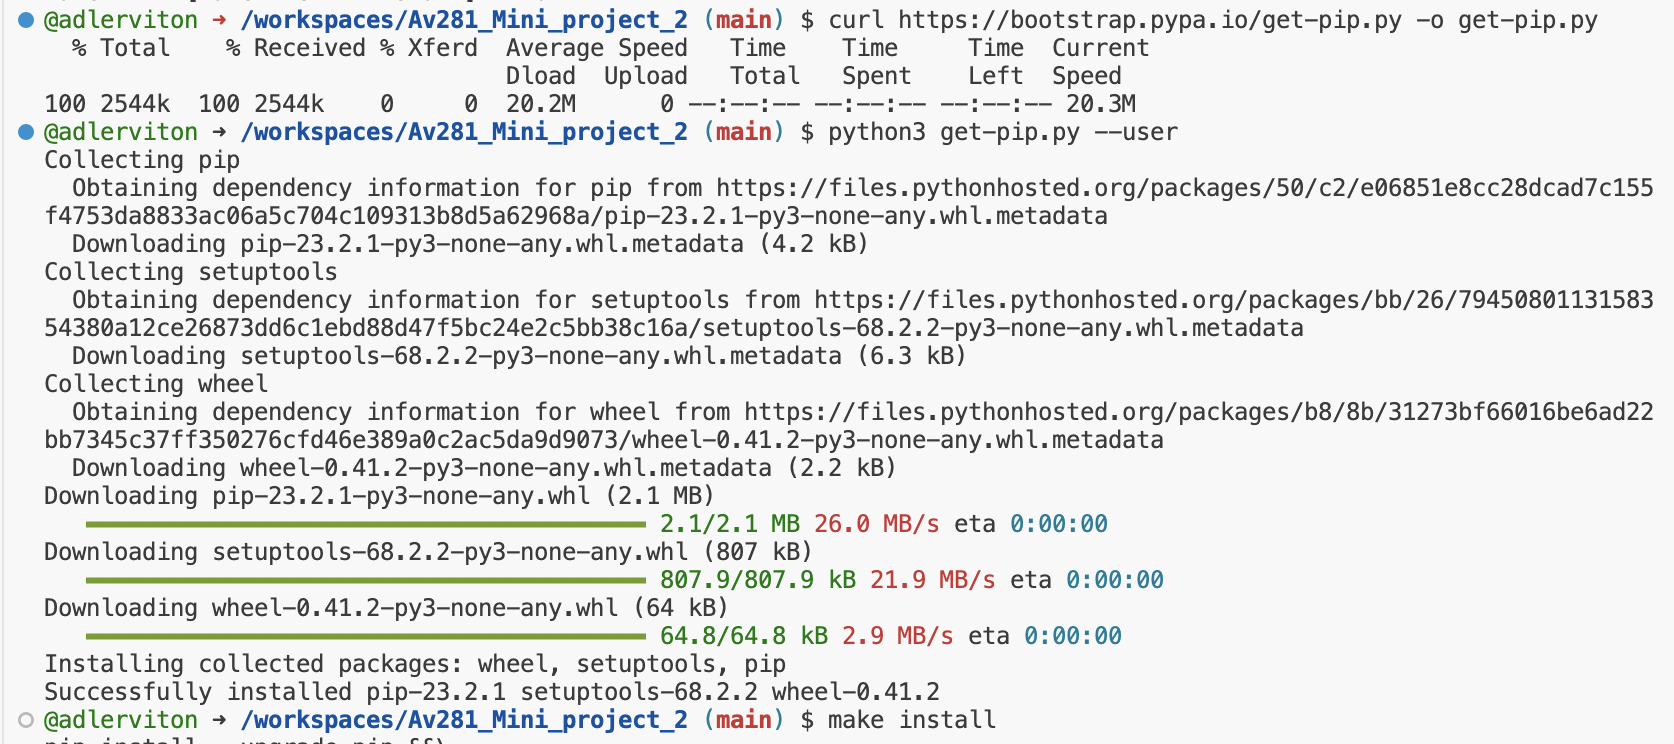 @adlerviton ➜ /workspaces/Av281_Mini_project_2 (main) $ curl https://bootstrap.pypa.io/get-pip.py -o get-pip.py
% Total % Received % Xferd Average Speed Time Time Time Current
Dload Upload Total Spent Left Speed
100 2544k 100 2544k 0 0 20.2M 0 --:--:-- --:--:-- --:--:-- 20.3M
@adlerviton ➜ /workspaces/Av281_Mini_project_2 (main) $ python3 get-pip.py --user
Collecting pip
Obtaining dependency information for pip from https://files.pythonhosted.org/packages/50/c2/e06851e8cc28dcad7c155
f4753da8833ac06a5c704c109313b8d5a62968a/pip-23.2.1-py3-none-any.whl.metadata
Downloading pip-23.2.1-py3-none-any.whl.metadata (4.2 kB)
Collecting setuptools
Obtaining dependency information for setuptools from https://files.pythonhosted.org/packages/bb/26/79450801131583
54380a12ce26873dd6c1ebd88d47f5bc24e2c5bb38c16a/setuptools-68.2.2-py3-none-any.whl.metadata
Downloading setuptools-68.2.2-py3-none-any.whl.metadata (6.3 kB)
Collecting wheel
Obtaining dependency information for wheel from https://files.pythonhosted.org/packages/b8/8b/31273bf66016be6ad22
bb7345c37ff350276cfd46e389a0c2ac5da9d9073/wheel-0.41.2-py3-none-any.whl.metadata
Downloading wheel-0.41.2-py3-none-any.whl.metadata (2.2 kB)
Downloading pip-23.2.1-py3-none-any.whl (2.1 MB)
2.1/2.1 MB 26.0 MB/s eta 0:00:00
Downloading setuptools-68.2.2-py3-none-any.whl (807 kB)
807.9/807.9 kB 21.9 MB/s eta 0:00:00
Downloading wheel-0.41.2-py3-none-any.whl (64 kB)
64.8/64.8 kB 2.9 MB/s eta 0:00:00
Installing collected packages: wheel, setuptools, pip
Successfully installed pip-23.2.1 setuptools-68.2.2 wheel-0.41.2
@adlerviton ➜ /workspaces/Av281_Mini_project_2 (main) $ make install